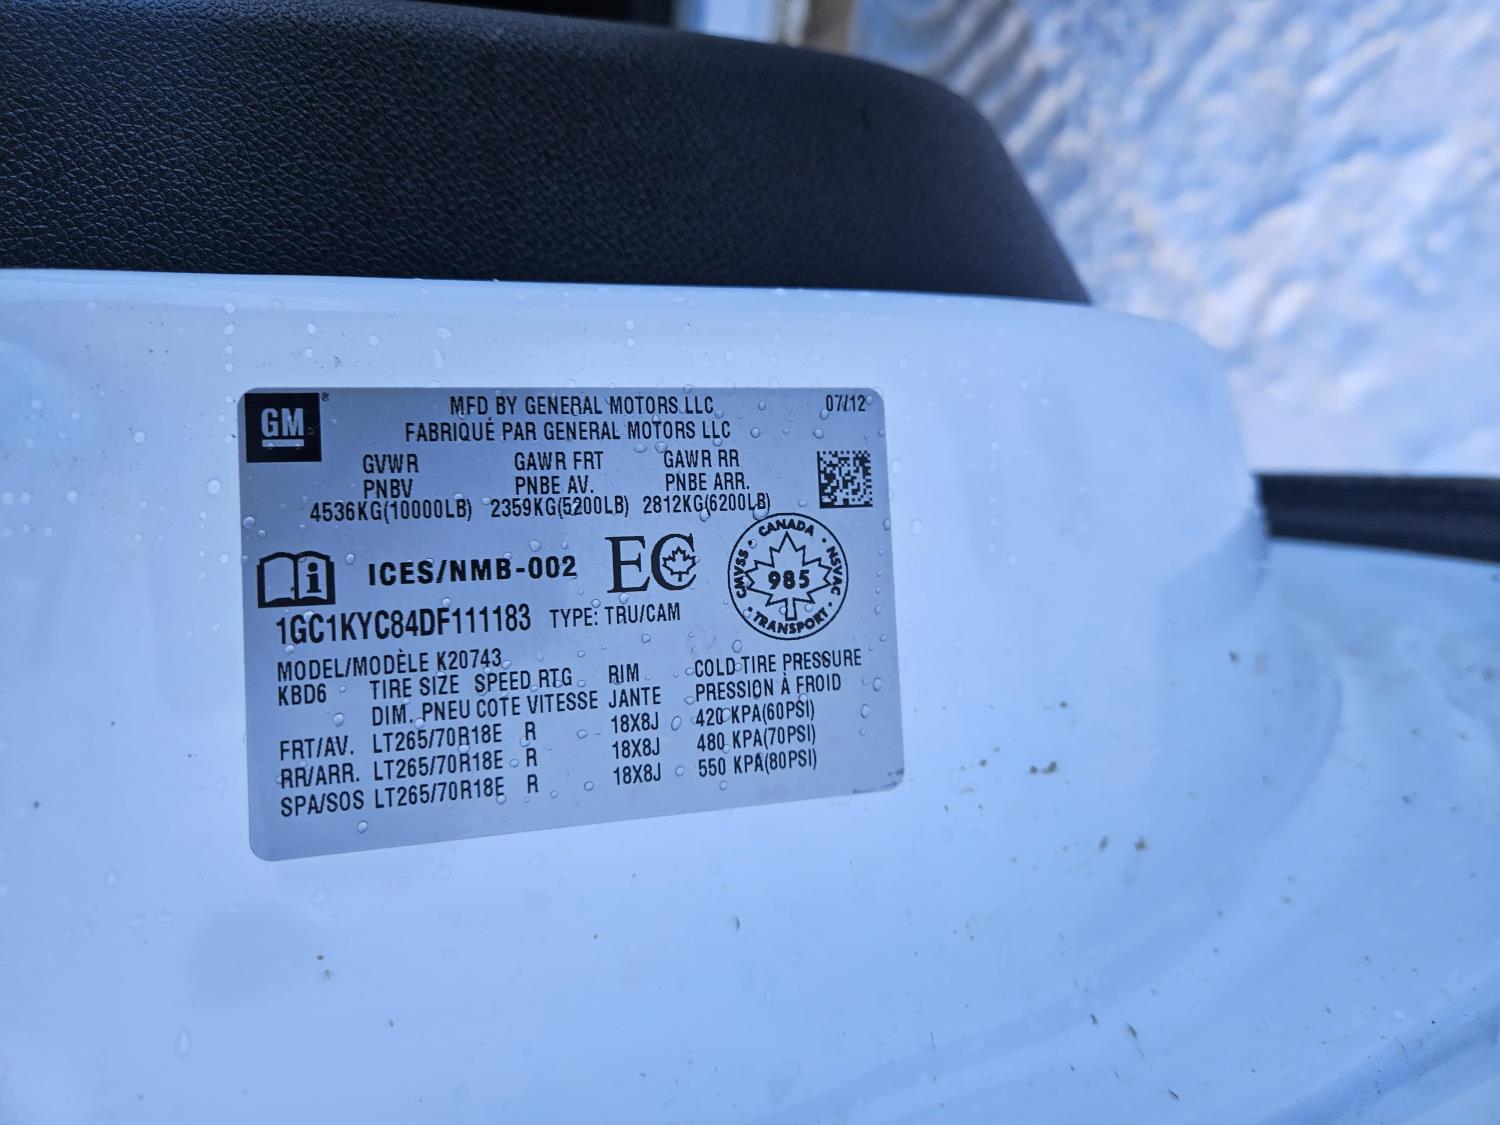 GM®
MFD BY GENERAL MOTORS LLC 07/12
FABRIQUÉ PAR GENERAL MOTORS LLC
GVWR GAWR FRT GAWR RR
PNBV PNBE AV. PNBE ARR.
4536KG(10000LB) 2359KG(5200LB) 2812KG(6200LB)
i ICES/NMB-002 EC
CANADA · NSVAC · TRANSPORT · CMVSS ·
985
1GC1KYC84DF111183 TYPE: TRU/CAM
MODEL/MODÈLE K20743
KBD6 TIRE SIZE SPEED RTG RIM COLD TIRE PRESSURE
DIM. PNEU COTE VITESSE JANTE PRESSION À FROID
FRT/AV. LT265/70R18E R 18X8J 420 KPA(60PSI)
RR/ARR. LT265/70R18E R 18X8J 480 KPA(70PSI)
SPA/SOS LT265/70R18E R 18X8J 550 KPA(80PSI)